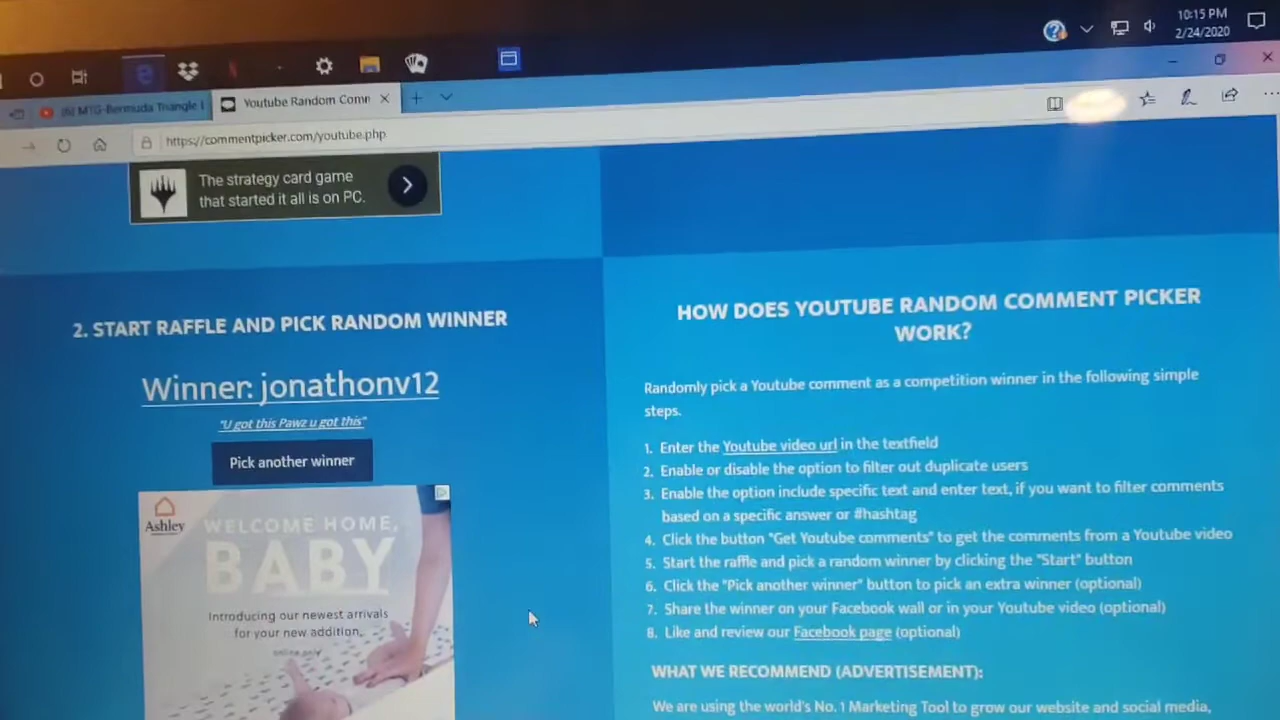 10:15 PM
2/24/2020
(6) MTG-Bermuda Triangle
Youtube Random Comm
https://commentpicker.com/youtube.php
The strategy card game
that started it all is on PC.
2. START RAFFLE AND PICK RANDOM WINNER
Winner: jonathonv12
"U got this Pawz u got this"
Pick another winner
Ashley
WELCOME HOME,
BABY
Introducing our newest arrivals
for your new addition,
online only*
HOW DOES YOUTUBE RANDOM COMMENT PICKER
WORK?
Randomly pick a Youtube comment as a competition winner in the following simple
steps.
1. Enter the Youtube video url in the textfield
2. Enable or disable the option to filter out duplicate users
3. Enable the option include specific text and enter text, if you want to filter comments
based on a specific answer or #hashtag
4. Click the button "Get Youtube comments" to get the comments from a Youtube video
5. Start the raffle and pick a random winner by clicking the "Start" button
6. Click the "Pick another winner" button to pick an extra winner (optional)
7. Share the winner on your Facebook wall or in your Youtube video (optional)
8. Like and review our Facebook page (optional)
WHAT WE RECOMMEND (ADVERTISEMENT):
We are using the world's No. 1 Marketing Tool to grow our website and social media,